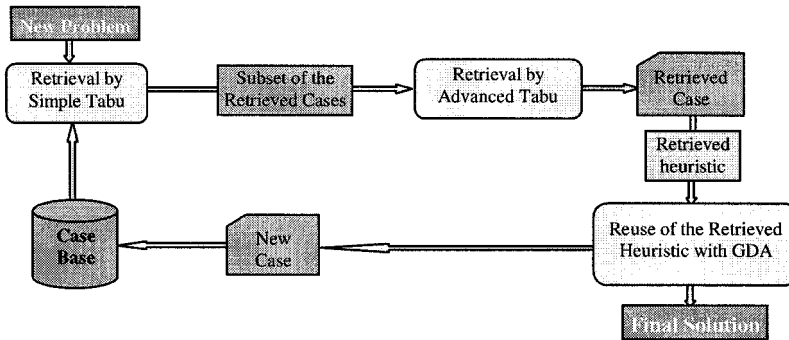 New Problem
Retrieval by
Simple Tabu
Subset of the
Retrieved Cases
Retrieval by
Advanced Tabu
Retrieved
Case
Retrieved
heuristic
Reuse of the Retrieved
Heuristic with GDA
New
Case
Case
Base
Final Solution